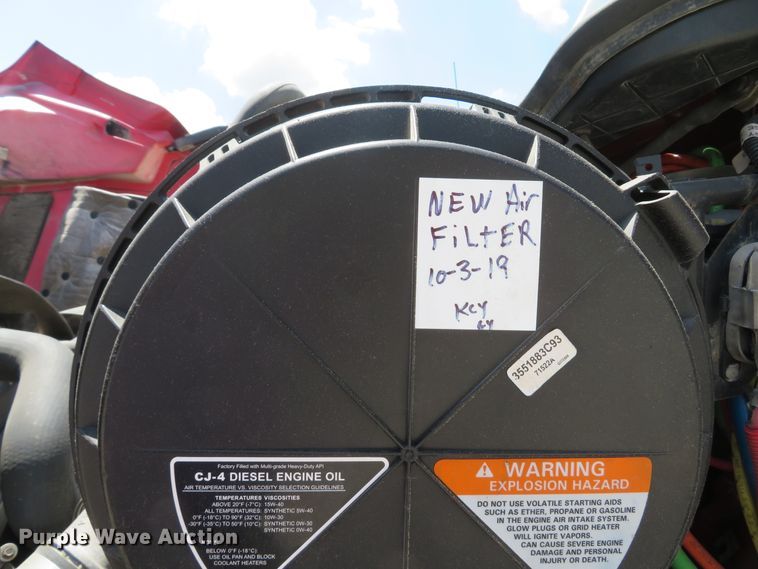 NEW Air
FiLtER
10-3-19
KCY
3551883C93
71522A
Factory Filled with Multi-grade Heavy-Duty API
CJ-4 DIESEL ENGINE OIL
AIR TEMPERATURE VS. VISCOSITY SELECTION GUIDELINES
TEMPERATURES VISCOSITIES
ABOVE 20°F (-7°C): 15W-40
ALL TEMPERATURES: SYNTHETIC 5W-40
0°F (-18°C) TO 90°F (32°C): 10W-30
-30°F (-35°C) TO 50°F (10°C): SYNTHETIC 0W-30
SYNTHETIC 0W-40
BELOW 0°F (-18°C)
USE OIL PAN AND BLOCK
COOLANT HEATERS
WARNING
EXPLOSION HAZARD
DO NOT USE VOLATILE STARTING AIDS
SUCH AS ETHER, PROPANE OR GASOLINE
IN THE ENGINE AIR INTAKE SYSTEM.
GLOW PLUGS OR GRID HEATER
WILL IGNITE VAPORS.
CAN CAUSE SEVERE ENGINE
DAMAGE AND PERSONAL
INJURY OR DEATH.
Purple Wave Auction